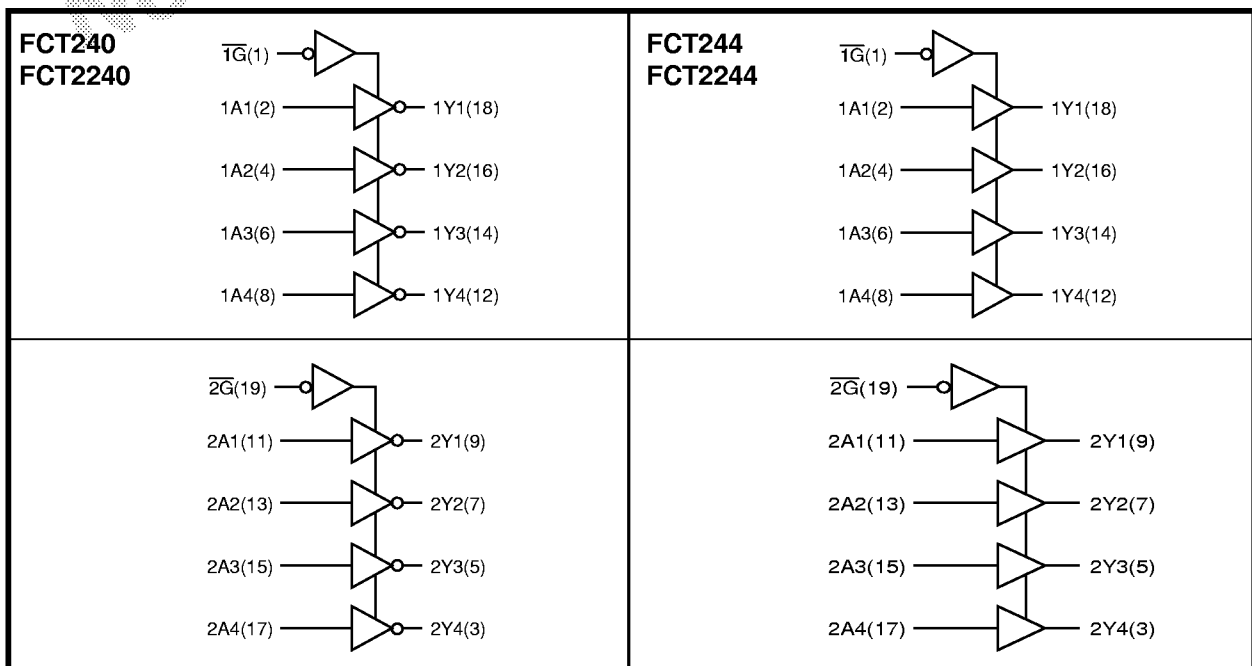 FCT240
FCT2240
1G(1)
1A1(2) 1Y1(18)
1A2(4) 1Y2(16)
1A3(6) 1Y3(14)
1A4(8) 1Y4(12)
FCT244
FCT2244
1G(1)
1A1(2) 1Y1(18)
1A2(4) 1Y2(16)
1A3(6) 1Y3(14)
1A4(8) 1Y4(12)
2G(19)
2A1(11) 2Y1(9)
2A2(13) 2Y2(7)
2A3(15) 2Y3(5)
2A4(17) 2Y4(3)
2G(19)
2A1(11) 2Y1(9)
2A2(13) 2Y2(7)
2A3(15) 2Y3(5)
2A4(17) 2Y4(3)